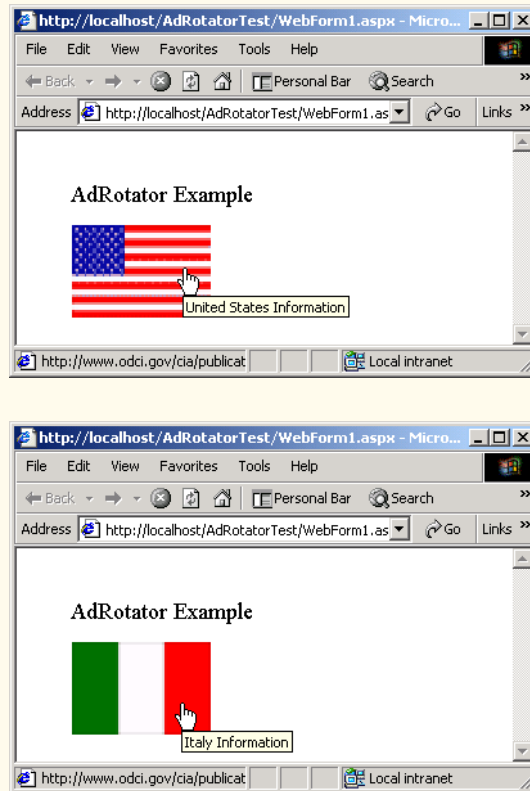 http://localhost/AdRotatorTest/WebForm1.aspx - Micro...
File Edit View Favorites Tools Help
Back Personal Bar Search »
Address http://localhost/AdRotatorTest/WebForm1.as Go Links »
AdRotator Example
United States Information
http://www.odci.gov/cia/publicat Local intranet
http://localhost/AdRotatorTest/WebForm1.aspx - Micro...
File Edit View Favorites Tools Help
Back Personal Bar Search »
Address http://localhost/AdRotatorTest/WebForm1.as Go Links »
AdRotator Example
Italy Information
http://www.odci.gov/cia/publicat Local intranet